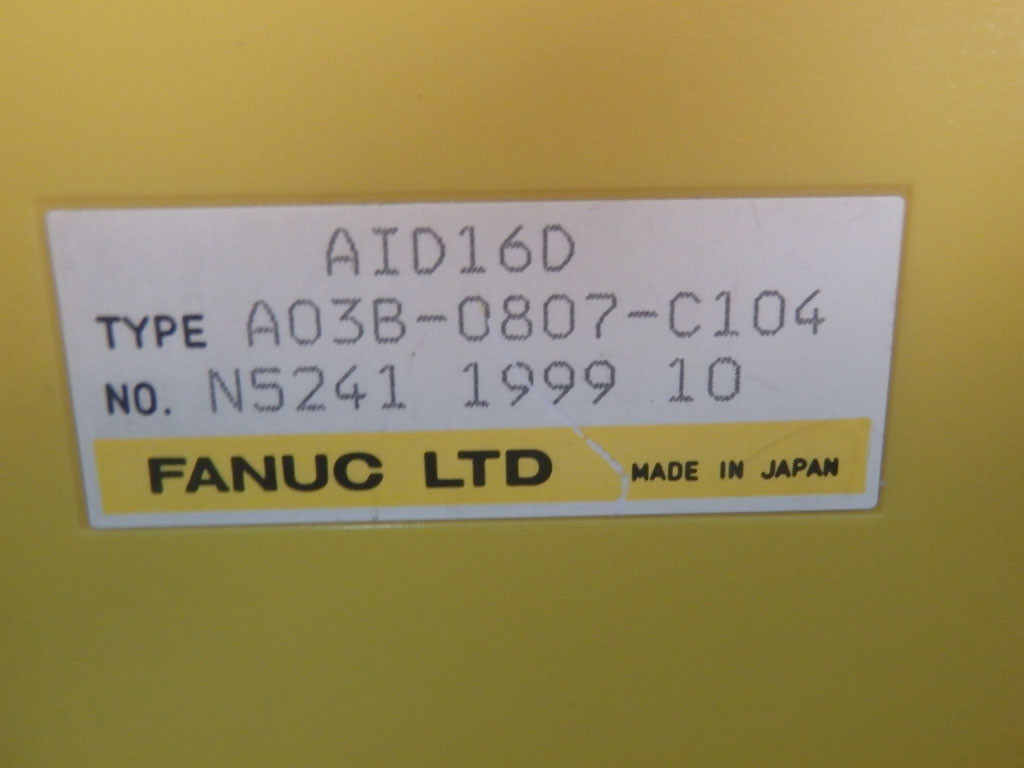 AID16D
TYPE A03B-0807-C104
NO. N5241 1999 10
FANUC LTD MADE IN JAPAN